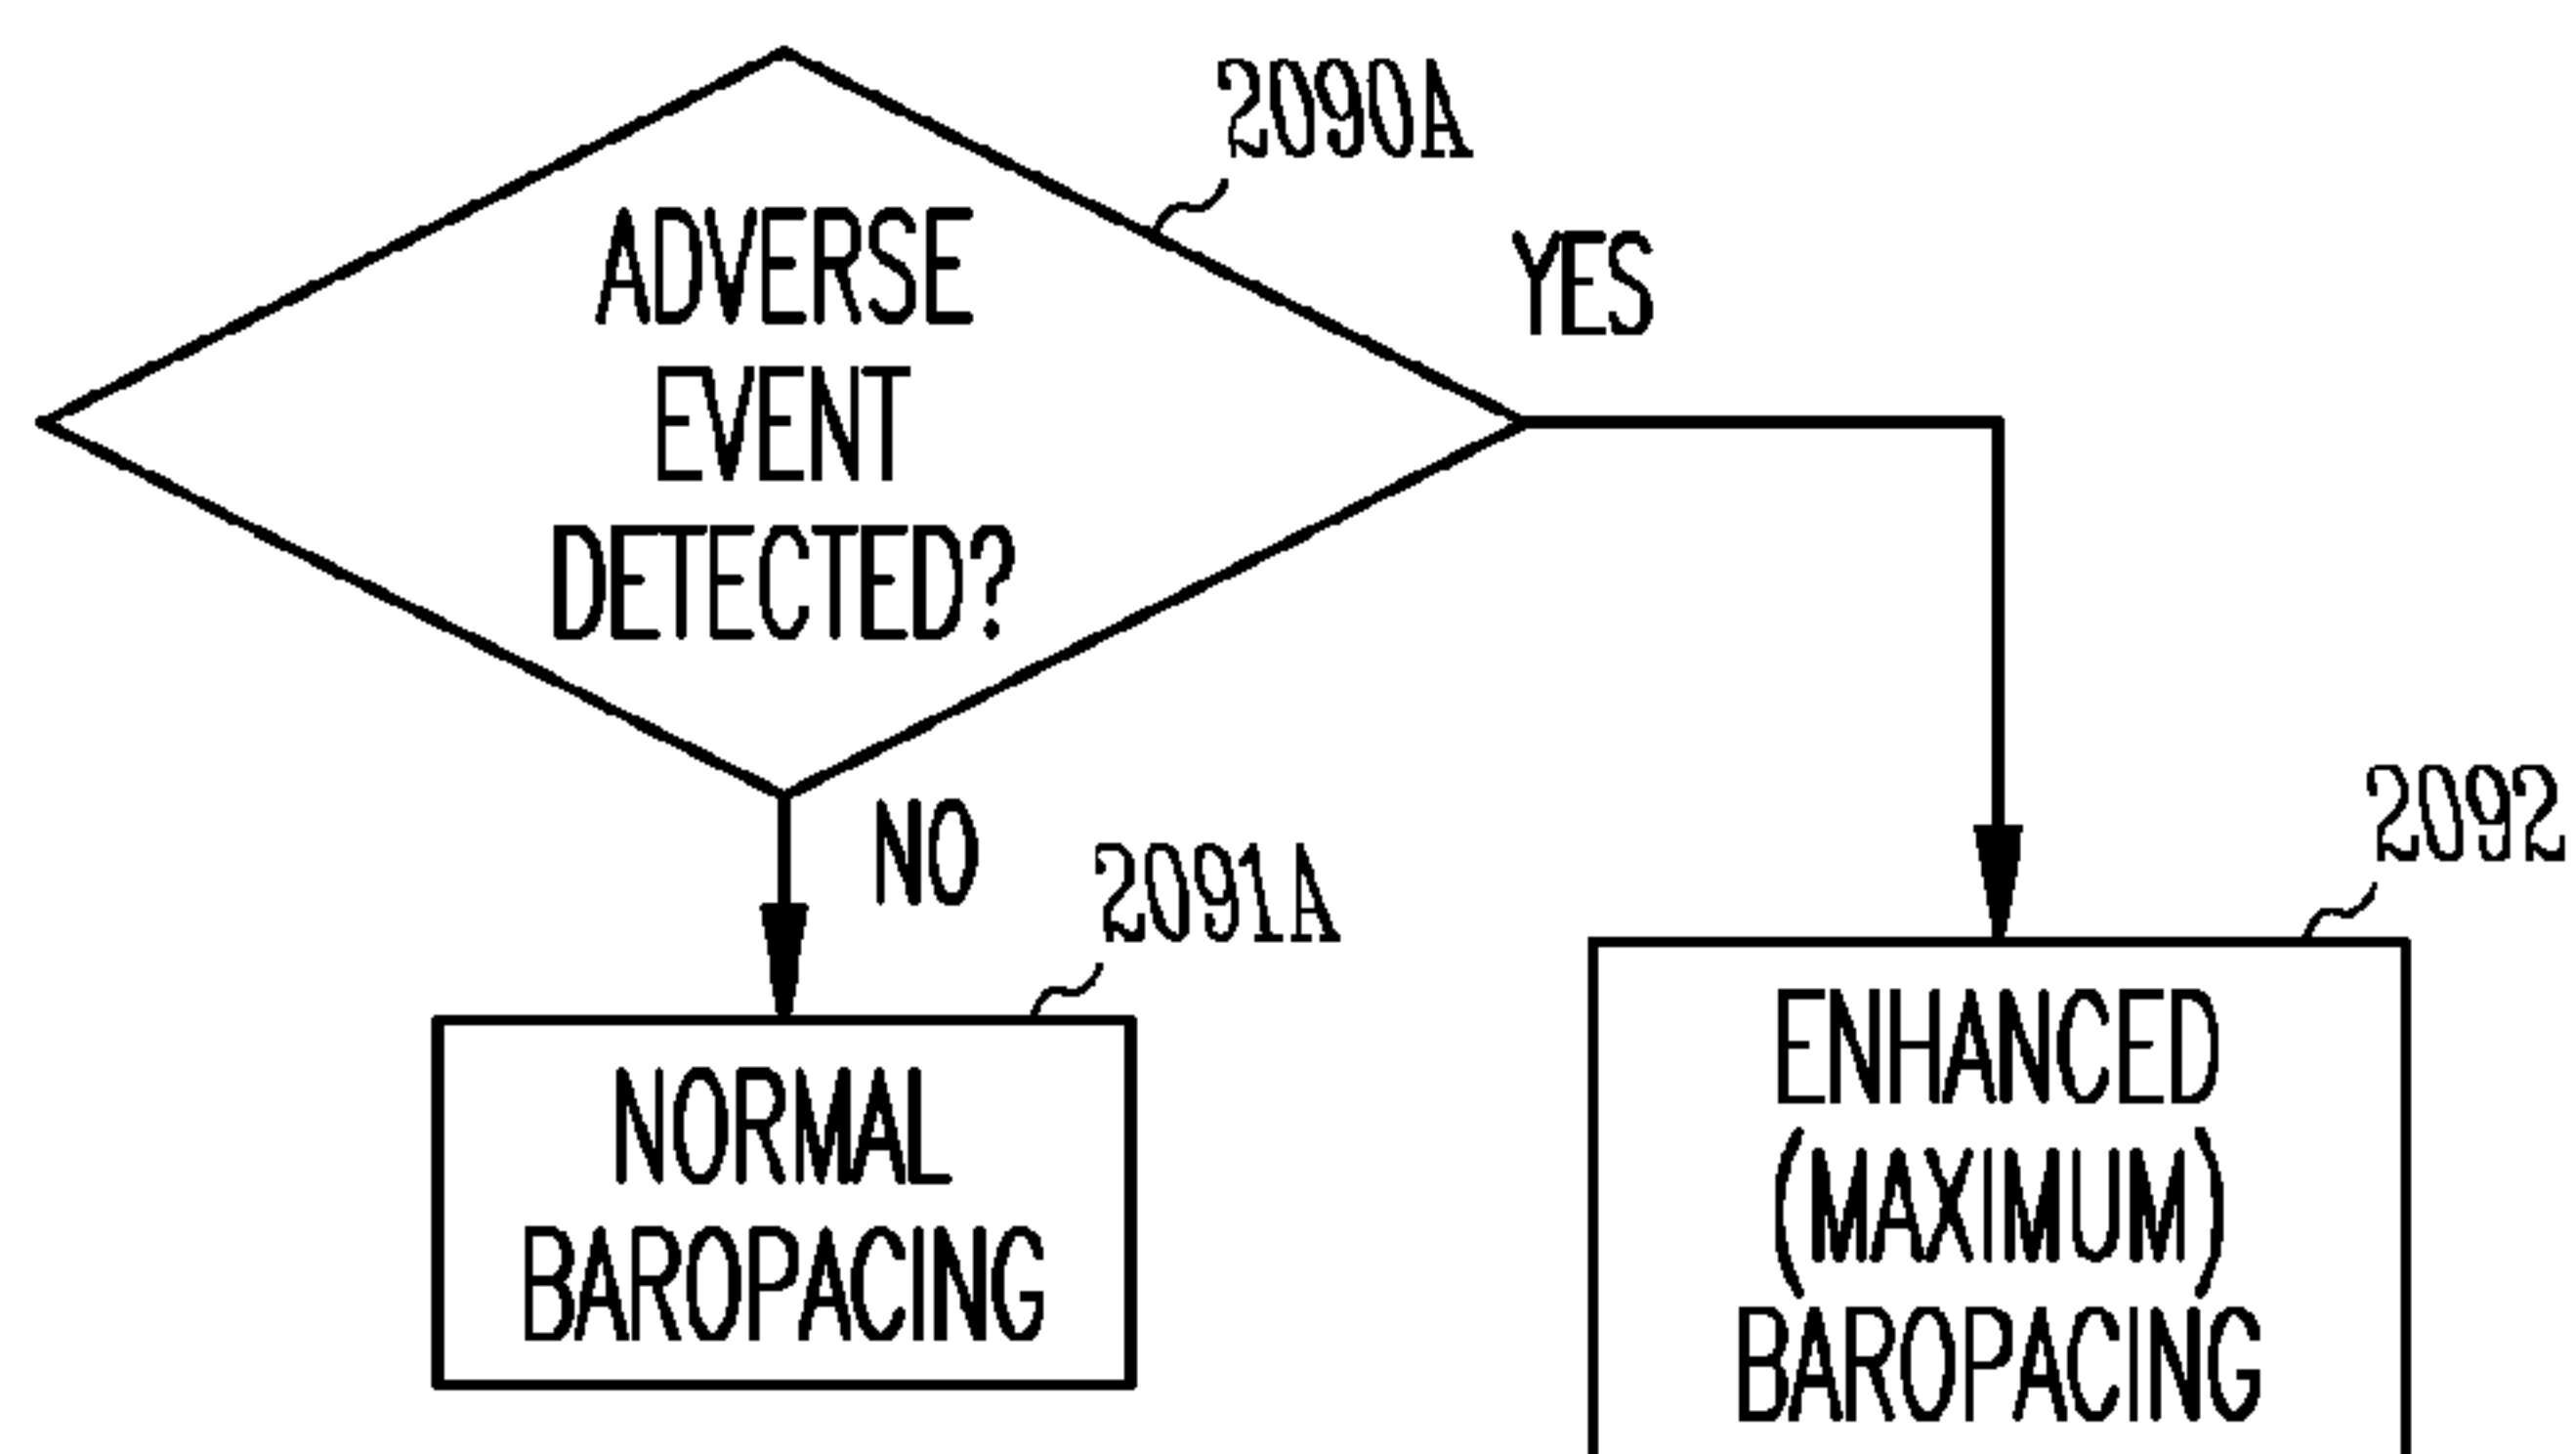 2090A
ADVERSE
EVENT
DETECTED?
YES
NO
2091A
NORMAL
BAROPACING
2092
ENHANCED
(MAXIMUM)
BAROPACING